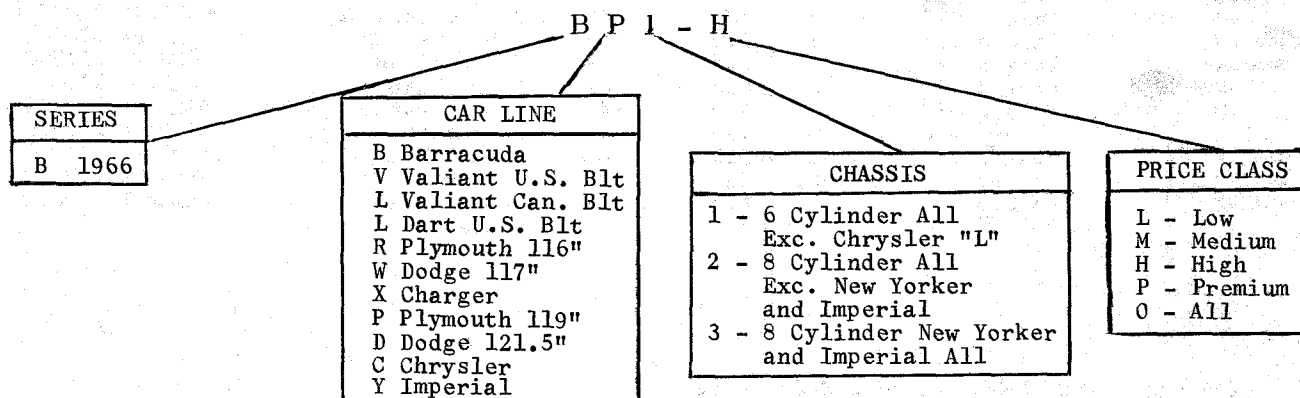 B P 1 - H
SERIES
B 1966
CAR LINE
B Barracuda
V Valiant U.S. Blt
L Valiant Can. Blt
L Dart U.S. Blt
R Plymouth 116"
W Dodge 117"
X Charger
P Plymouth 119"
D Dodge 121.5"
C Chrysler
Y Imperial
CHASSIS
1 - 6 Cylinder All
Exc. Chrysler "L"
2 - 8 Cylinder All
Exc. New Yorker
and Imperial
3 - 8 Cylinder New Yorker
and Imperial All
PRICE CLASS
L - Low
M - Medium
H - High
P - Premium
O - All